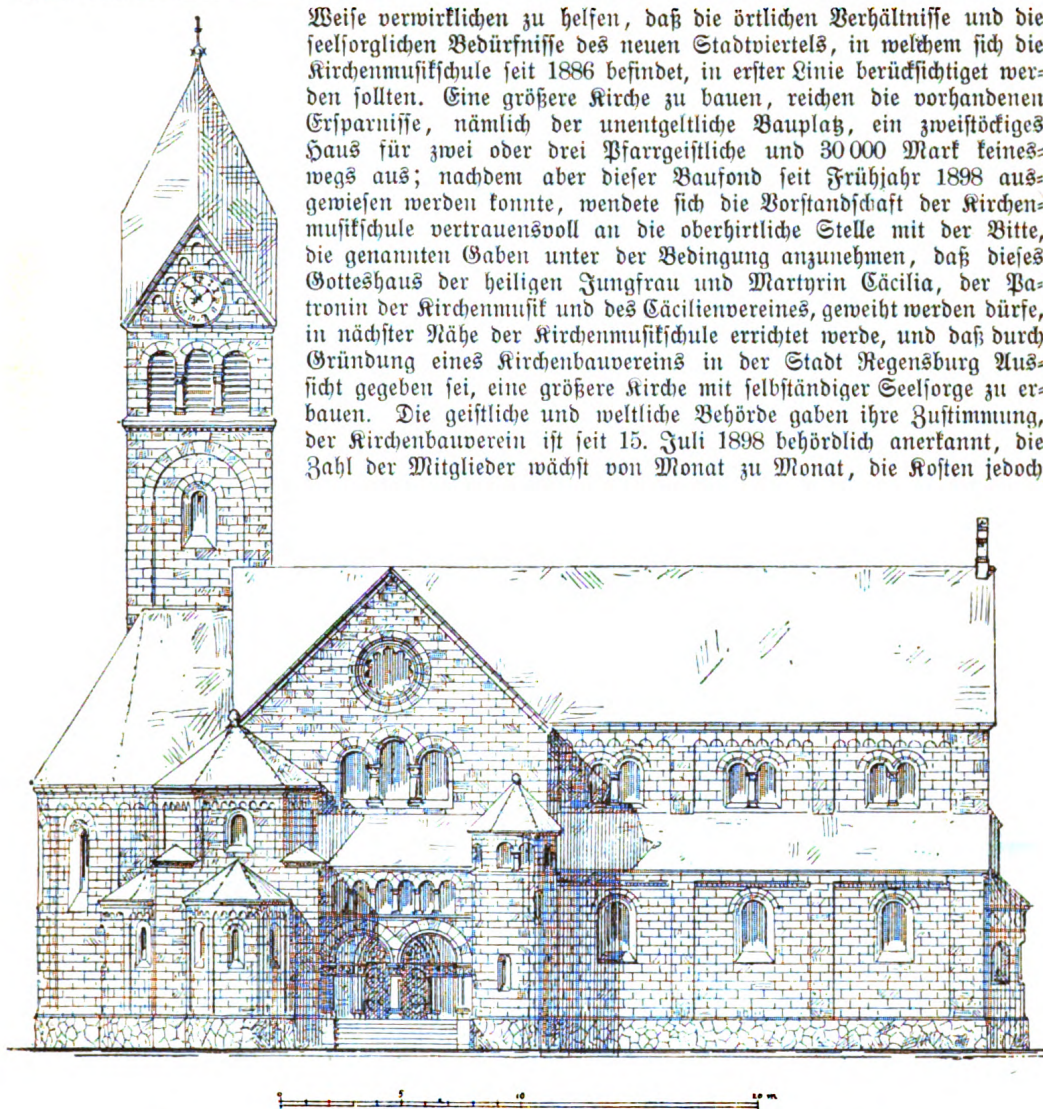 Weise verwirklichen zu helfen, daß die örtlichen Verhältnisse und die
seelsorglichen Bedürfnisse des neuen Stadtviertels, in welchem sich die
Kirchenmusikschule seit 1886 befindet, in erster Linie berücksichtiget wer=
den sollten. Eine größere Kirche zu bauen, reichen die vorhandenen
Ersparnisse, nämlich der unentgeltliche Bauplatz, ein zweistöckiges
Haus für zwei oder drei Pfarrgeistliche und 30 000 Mark keines=
wegs aus; nachdem aber dieser Baufond seit Frühjahr 1898 aus=
gewiesen werden konnte, wendete sich die Vorstandschaft der Kirchen=
musikschule vertrauensvoll an die oberhirtliche Stelle mit der Bitte,
die genannten Gaben unter der Bedingung anzunehmen, daß dieses
Gotteshaus der heiligen Jungfrau und Martyrin Cäcilia, der Pa=
tronin der Kirchenmusik und des Cäcilienvereines, geweiht werden dürfe,
in nächster Nähe der Kirchenmusikschule errichtet werde, und daß durch
Gründung eines Kirchenbauvereins in der Stadt Regensburg Aus=
sicht gegeben sei, eine größere Kirche mit selbständiger Seelsorge zu er=
bauen. Die geistliche und weltliche Behörde gaben ihre Zustimmung,
der Kirchenbauverein ist seit 15. Juli 1898 behördlich anerkannt, die
Zahl der Mitglieder wächst von Monat zu Monat, die Kosten jedoch
0 5 10 20 m